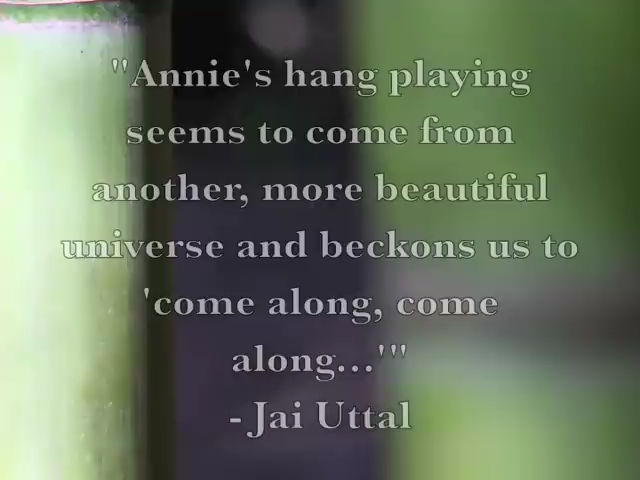 "Annie's hang playing
seems to come from
another, more beautiful
universe and beckons us to
'come along, come
along...'"
- Jai Uttal